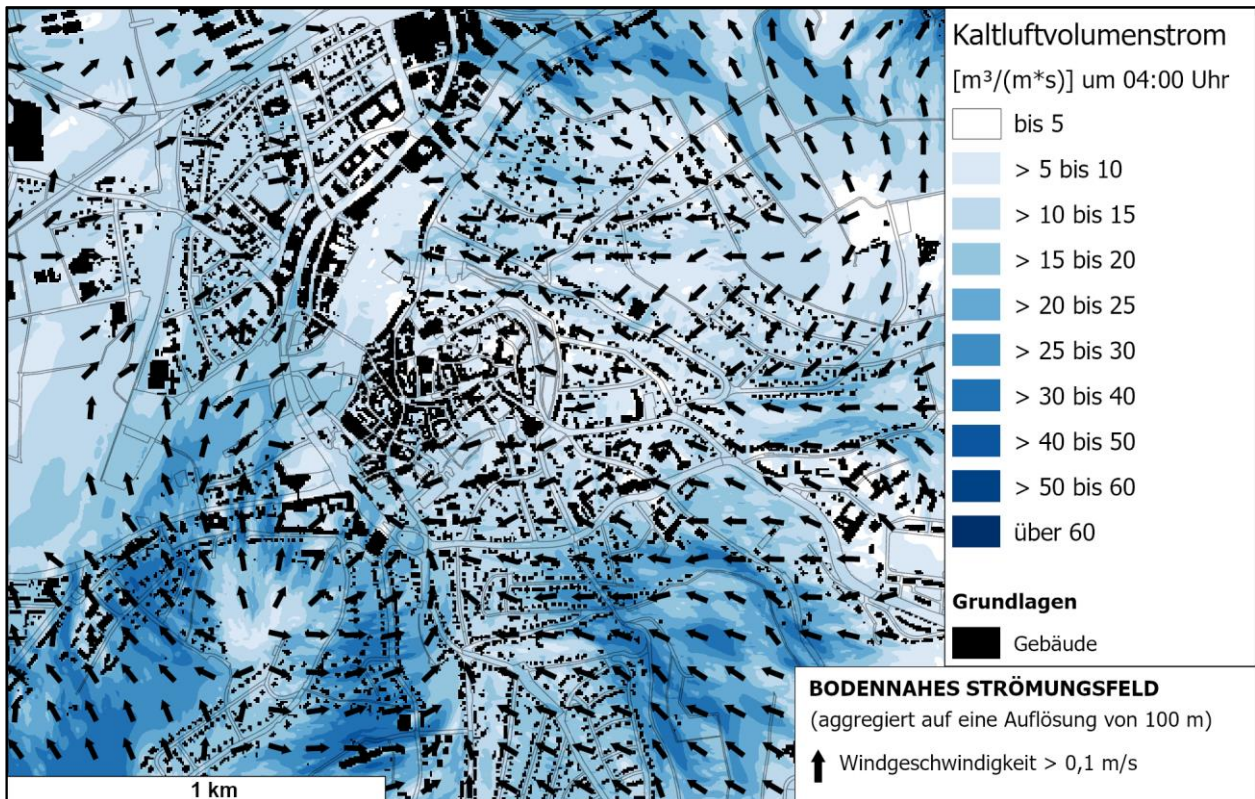 Kaltluftvolumenstrom
[m³/(m*s)] um 04:00 Uhr
bis 5
> 5 bis 10
> 10 bis 15
> 15 bis 20
> 20 bis 25
> 25 bis 30
> 30 bis 40
> 40 bis 50
> 50 bis 60
über 60
Grundlagen
Gebäude
BODENNAHES STRÖMUNGSFELD
(aggregiert auf eine Auflösung von 100 m)
Windgeschwindigkeit > 0,1 m/s
1 km